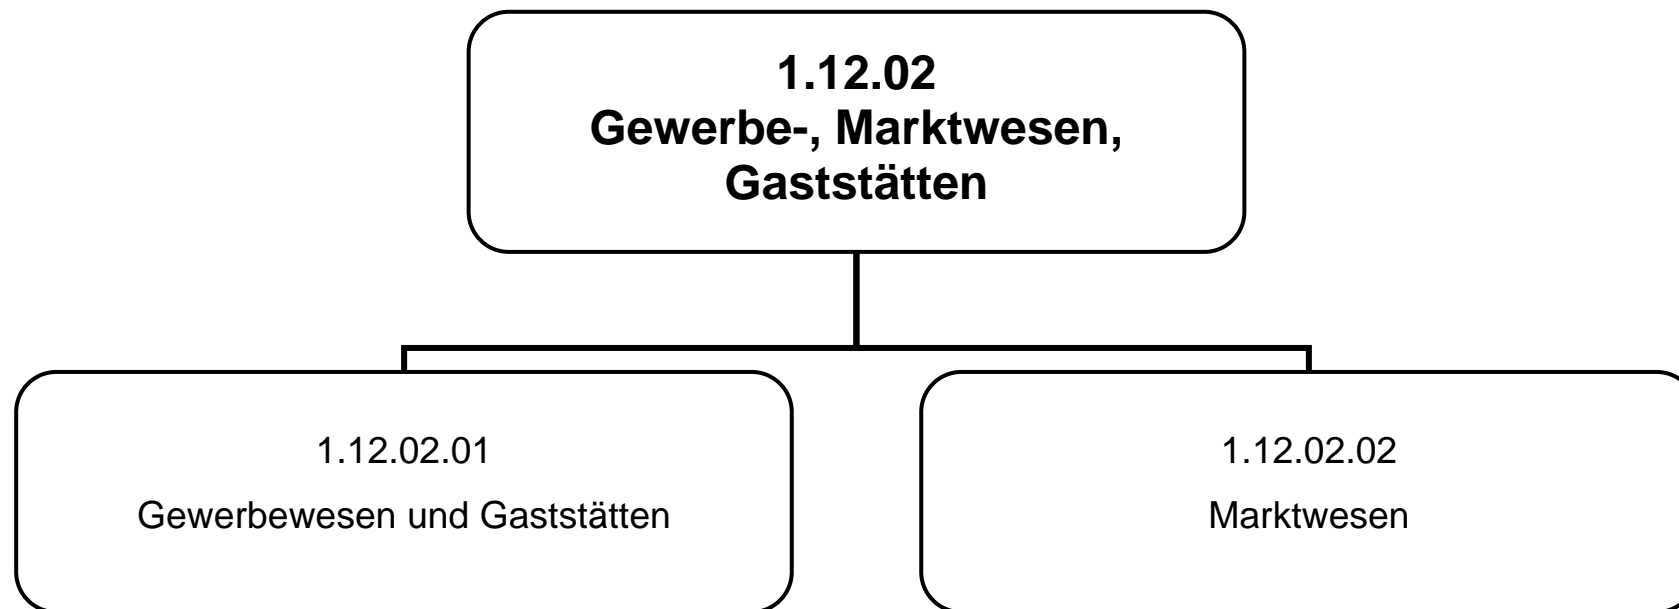 1.12.02
Gewerbe-, Marktwesen,
Gaststätten
1.12.02.01
Gewerbewesen und Gaststätten
1.12.02.02
Marktwesen